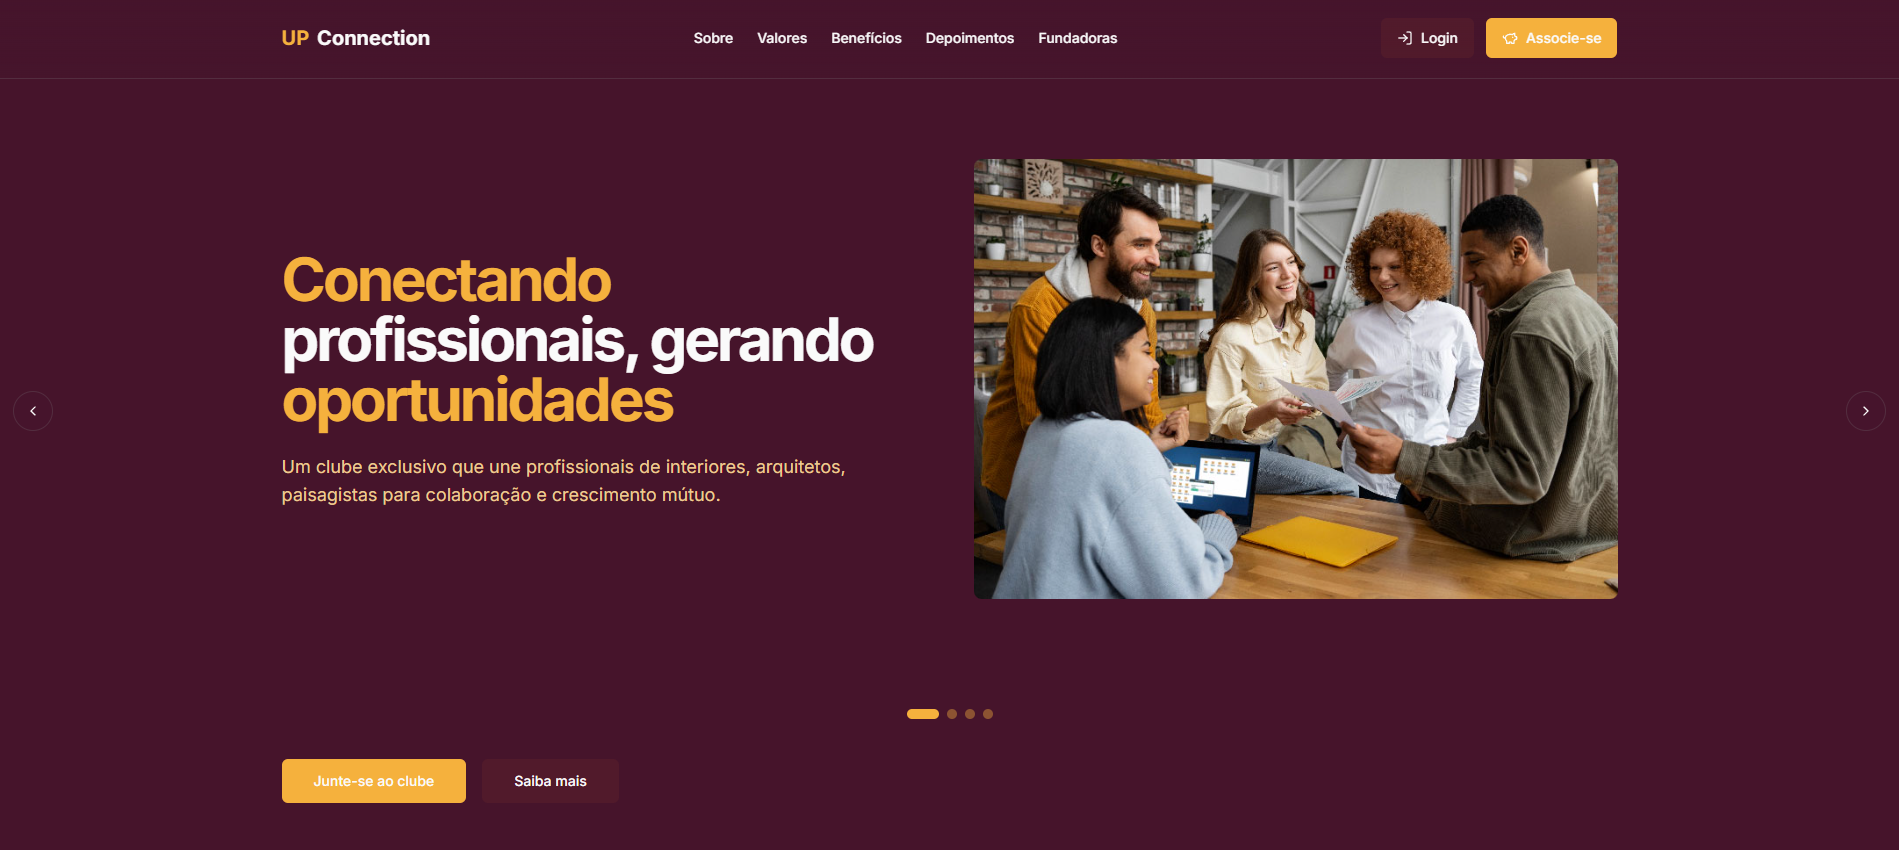 UP Connection
Sobre
Valores
Benefícios
Depoimentos
Fundadoras
Login
Associe-se
Conectando
profissionais, gerando
oportunidades
Um clube exclusivo que une profissionais de interiores, arquitetos,
paisagistas para colaboração e crescimento mútuo.
Junte-se ao clube
Saiba mais